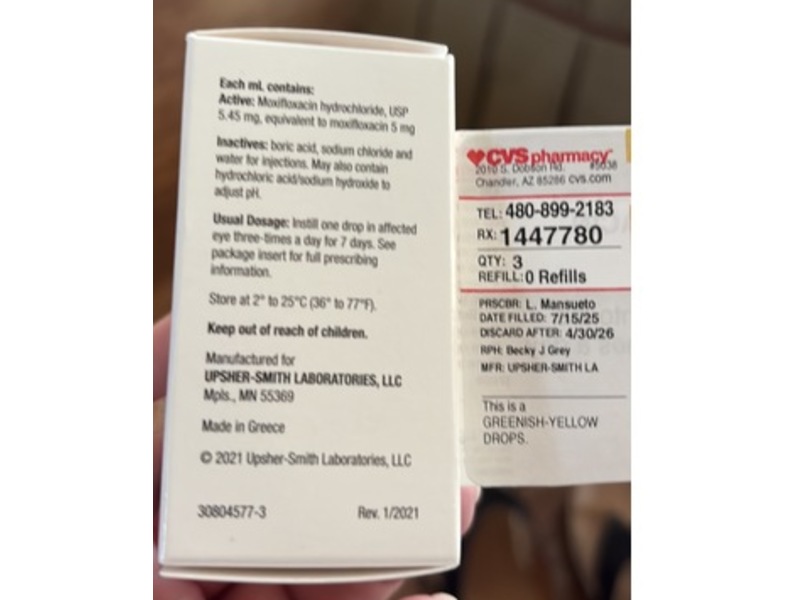 Each mL contains:
Active: Moxifloxacin hydrochloride, USP
5.45 mg, equivalent to moxifloxacin 5 mg
Inactives: boric acid, sodium chloride and
water for injections. May also contain
hydrochloric acid/sodium hydroxide to
adjust pH.
Usual Dosage: Instill one drop in affected
eye three-times a day for 7 days. See
package insert for full prescribing
information.
Store at 2° to 25°C (36° to 77°F).
Keep out of reach of children.
Manufactured for
UPSHER-SMITH LABORATORIES, LLC
Mpls., MN 55369
Made in Greece
© 2021 Upsher-Smith Laboratories, LLC
30804577-3 Rev. 1/2021
CVS pharmacy
2010 S. Dobson Rd.
Chandler, AZ 85286 cvs.com
TEL: 480-899-2183
RX: 1447780
QTY: 3
REFILL: 0 Refills
PRSCBR: L. Mansueto
DATE FILLED: 7/15/25
DISCARD AFTER: 4/30/26
RPH: Becky J Grey
MFR: UPSHER-SMITH LA
This is a
GREENISH-YELLOW
DROPS.